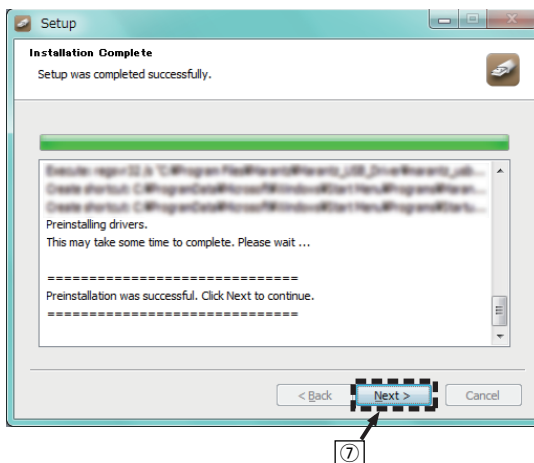 Setup
Installation Complete
Setup was completed successfully.
Preinstalling drivers.
This may take some time to complete. Please wait ...
==============================
Preinstallation was successful. Click Next to continue.
==============================
< Back Next > Cancel
⑦